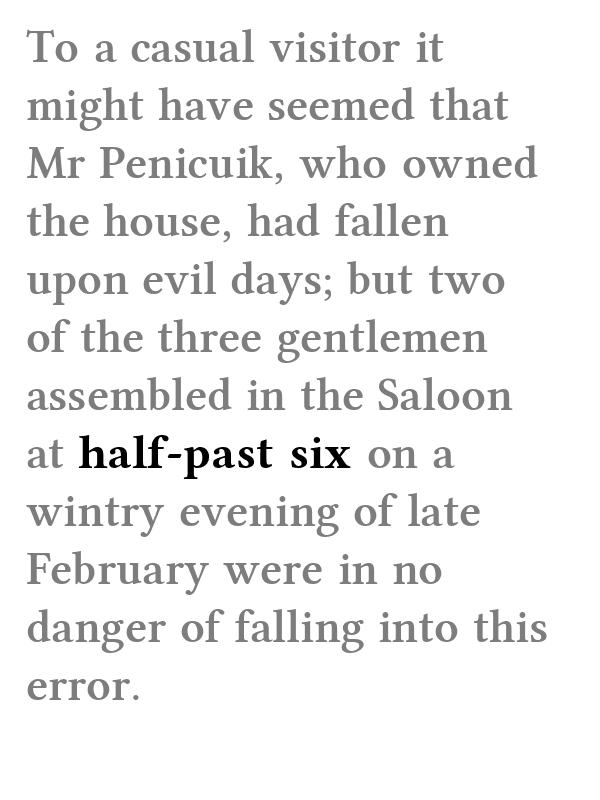 To a casual visitor it
might have seemed that
Mr Penicuik, who owned
the house, had fallen
upon evil days; but two
of the three gentlemen
assembled in the Saloon
at half-past six on a
wintry evening of late
February were in no
danger of falling into this
error.